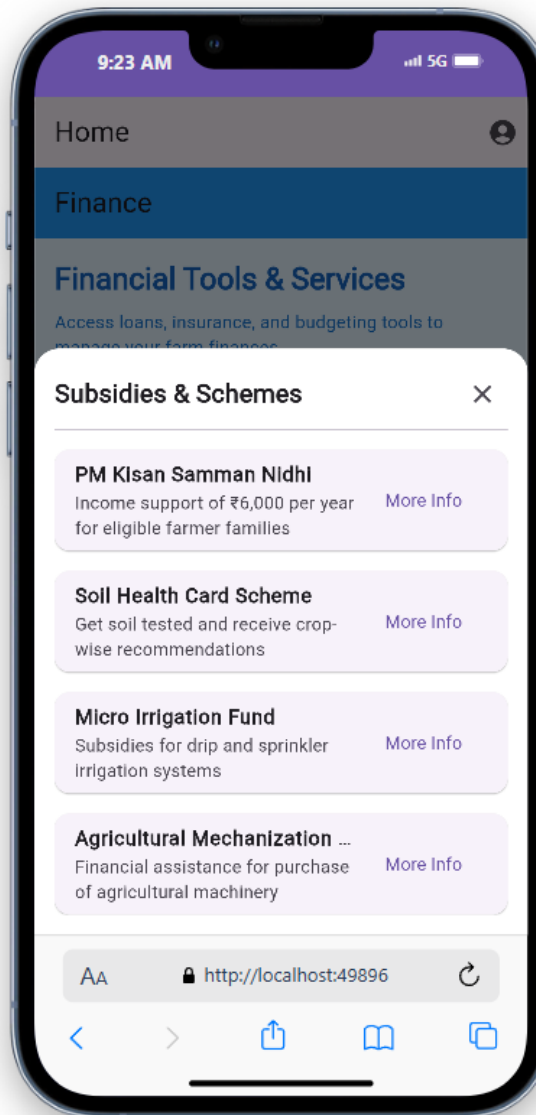 9:23 AM 5G
Home
Finance
Financial Tools & Services
Access loans, insurance, and budgeting tools to
manage your farm finances
Subsidies & Schemes
PM Kisan Samman Nidhi
Income support of ₹6,000 per year
for eligible farmer families
More Info
Soil Health Card Scheme
Get soil tested and receive crop-
wise recommendations
More Info
Micro Irrigation Fund
Subsidies for drip and sprinkler
irrigation systems
More Info
Agricultural Mechanization ...
Financial assistance for purchase
of agricultural machinery
More Info
AA http://localhost:49896